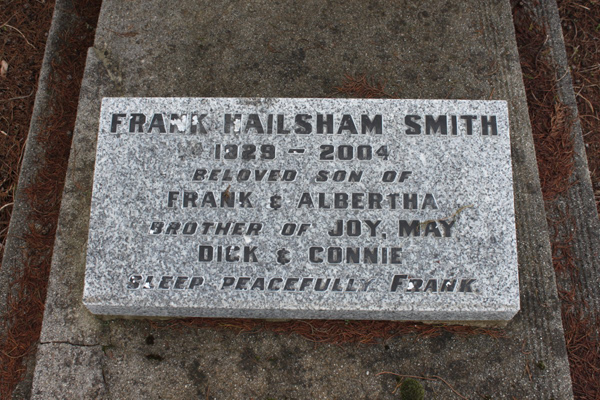 FRANK HAILSHAM SMITH
1929 ~ 2004
BELOVED SON OF
FRANK & ALBERTHA
BROTHER OF JOY, MAY
DICK & CONNIE
SLEEP PEACEFULLY FRANK.